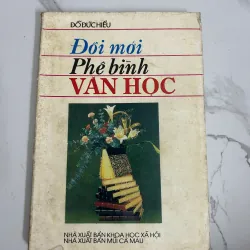 ĐỖ ĐỨC HIỂU
Đổi mới
Phê bình
VĂN HỌC
NHÀ XUẤT BẢN KHOA HỌC XÃ HỘI
NHÀ XUẤT BẢN MŨI CÀ MAU